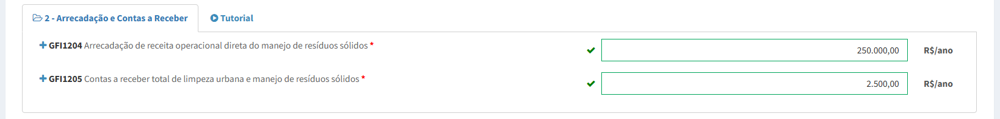 2 - Arrecadação e Contas a Receber Tutorial
GFI1204 Arrecadação de receita operacional direta do manejo de resíduos sólidos * 250.000,00 R$/ano
GFI1205 Contas a receber total de limpeza urbana e manejo de resíduos sólidos * 2.500,00 R$/ano